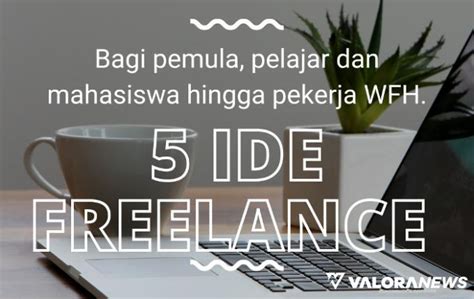 Bagi pemula, pelajar dan
mahasiswa hingga pekerja WFH.
5 IDE
FREELANCE
VALORANEWS